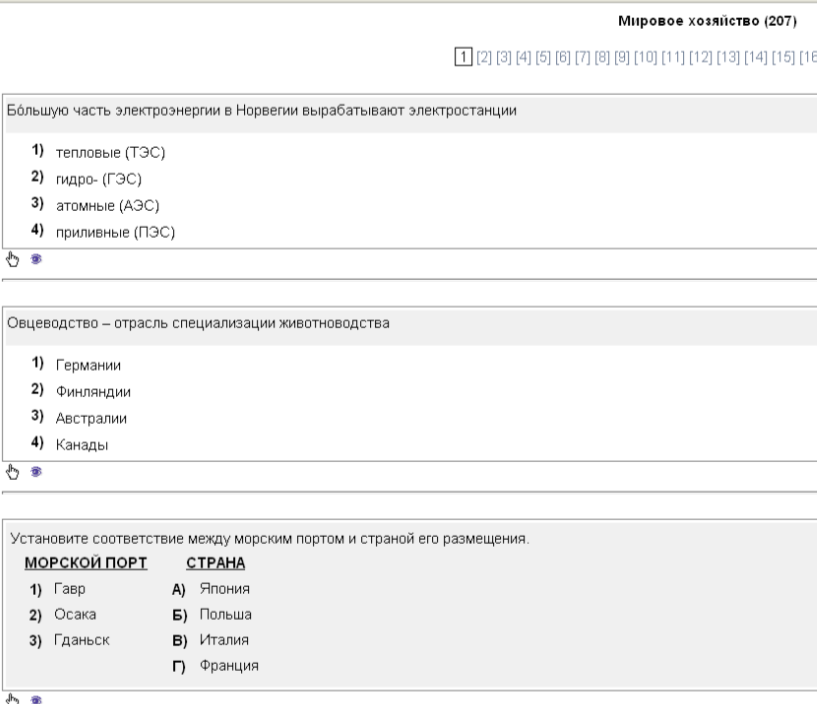 Мировое хозяйство (207)
1 [2] [3] [4] [5] [6] [7] [8] [9] [10] [11] [12] [13] [14] [15] [16
Бо́льшую часть электроэнергии в Норвегии вырабатывают электростанции
1) тепловые (ТЭС)
2) гидро- (ГЭС)
3) атомные (АЭС)
4) приливные (ПЭС)
Овцеводство – отрасль специализации животноводства
1) Германии
2) Финляндии
3) Австралии
4) Канады
Установите соответствие между морским портом и страной его размещения.
МОРСКОЙ ПОРТ СТРАНА
1) Гавр А) Япония
2) Осака Б) Польша
3) Гданьск В) Италия
Г) Франция